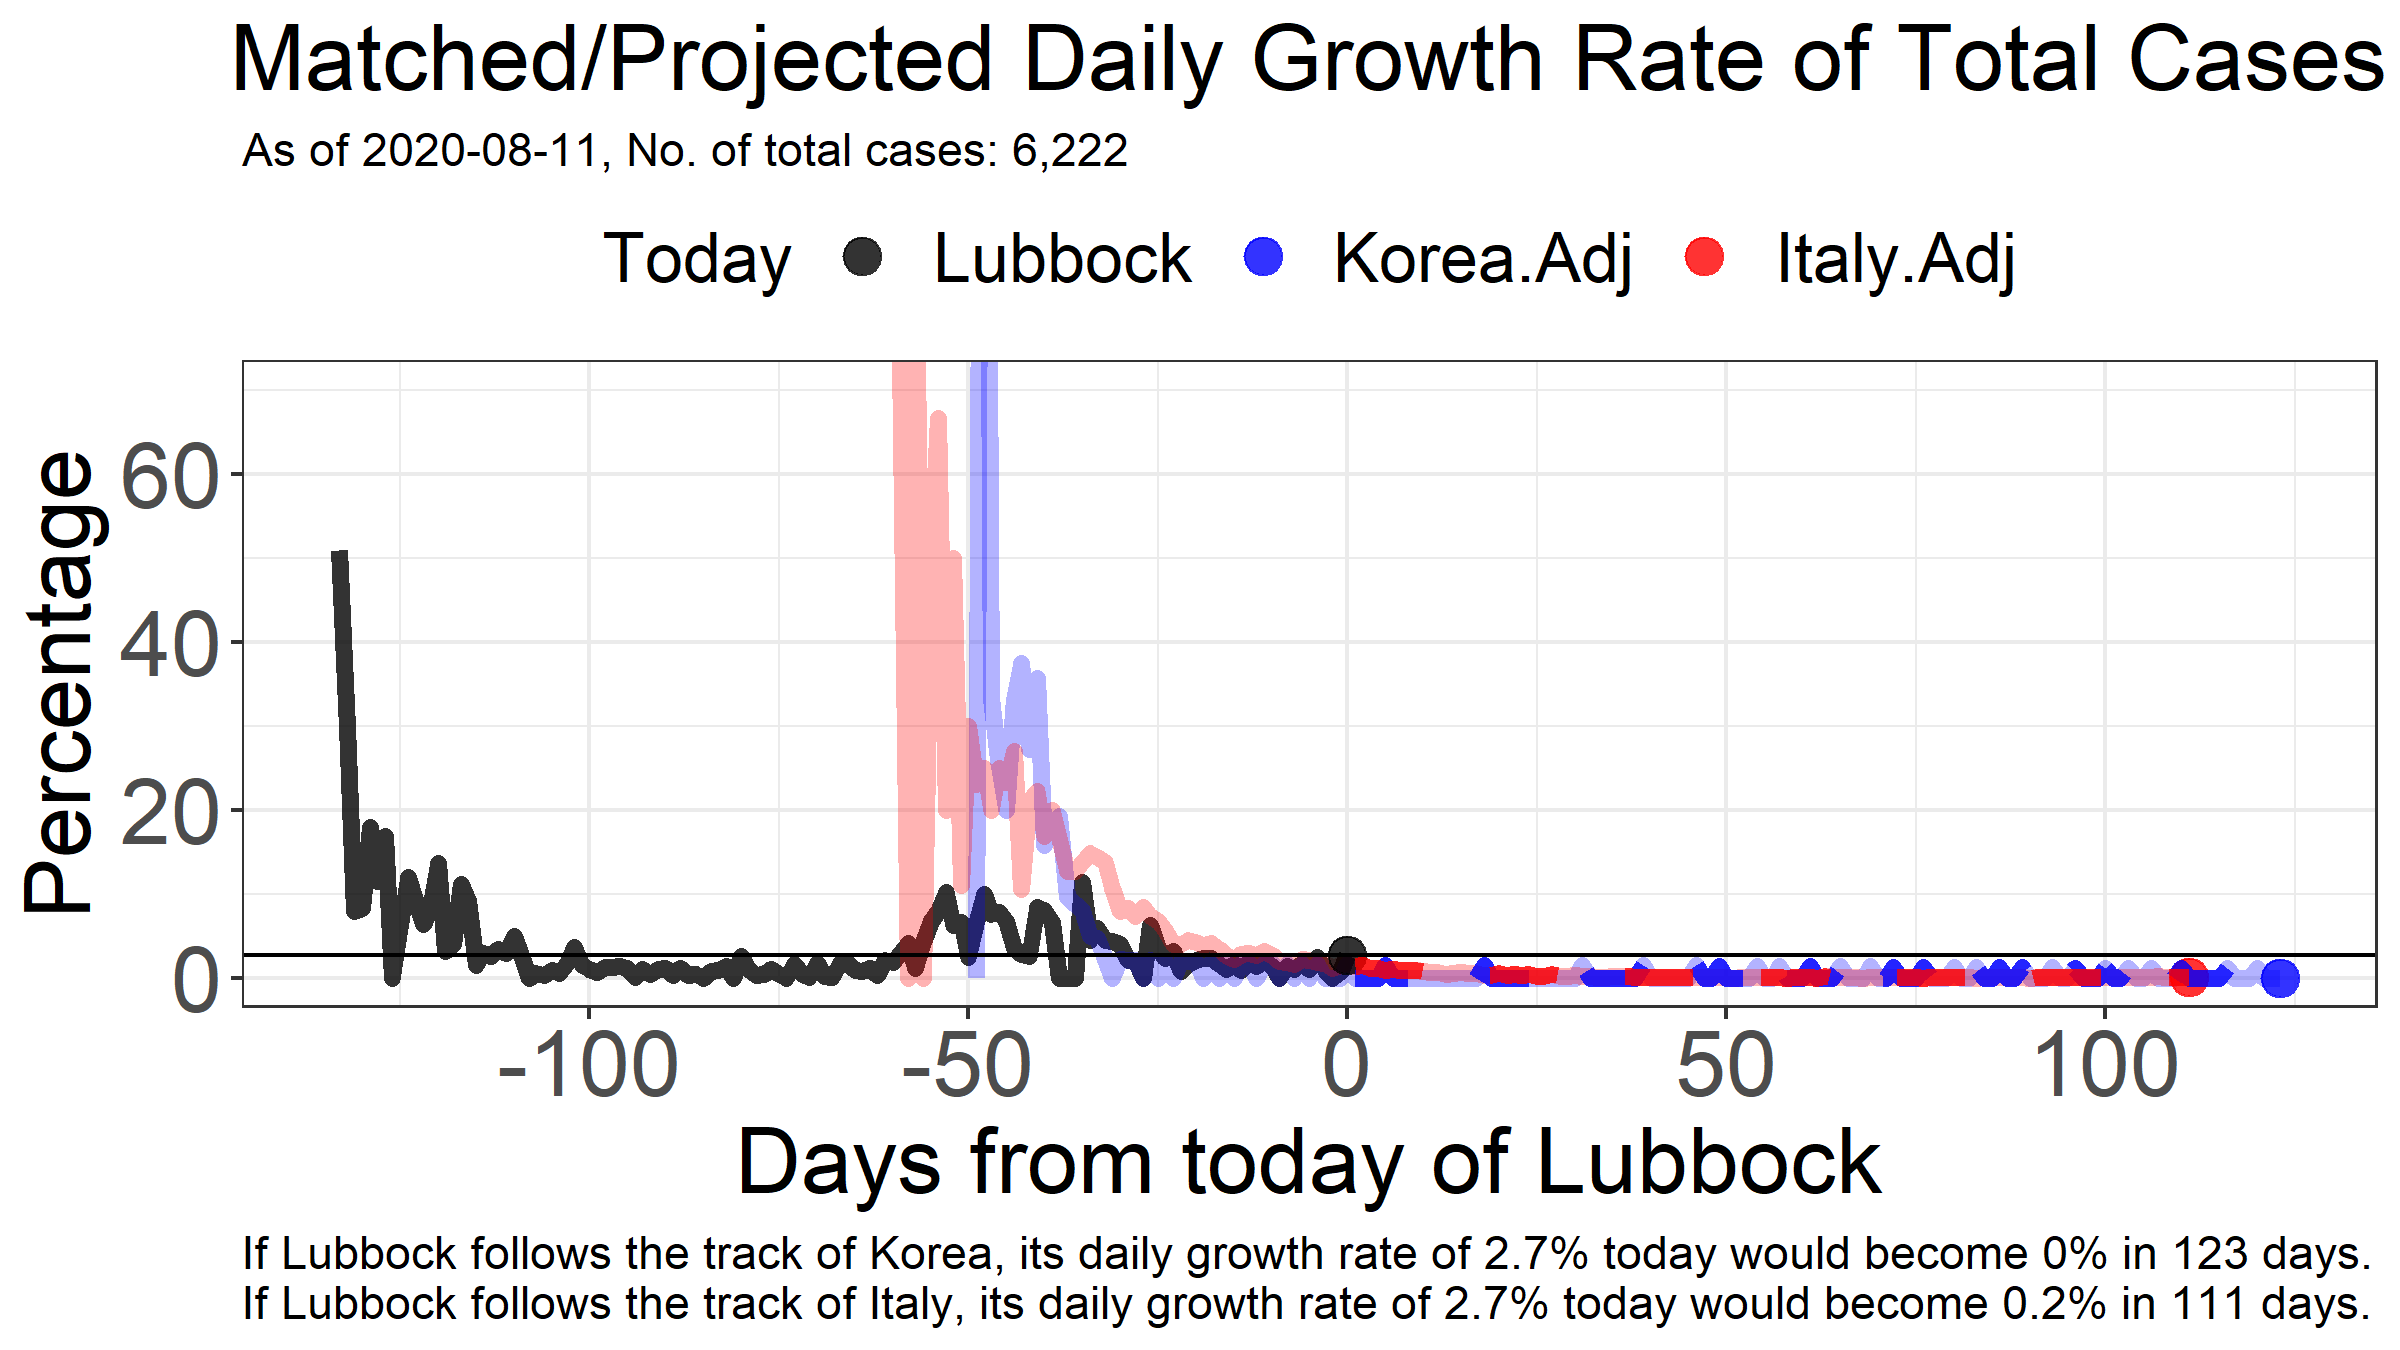 Matched/Projected Daily Growth Rate of Total Cases
As of 2020-08-11, No. of total cases: 6,222
Today Lubbock Korea.Adj Italy.Adj
Percentage
60
40
20
0
-100 -50 0 50 100
Days from today of Lubbock
If Lubbock follows the track of Korea, its daily growth rate of 2.7% today would become 0% in 123 days.
If Lubbock follows the track of Italy, its daily growth rate of 2.7% today would become 0.2% in 111 days.